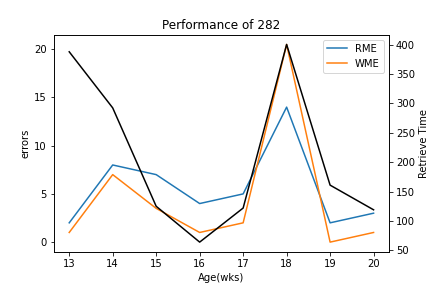 Performance of 282
RME
WME
errors
20
15
10
5
0
400
350
300
250
200
150
100
50
Retrieve Time
13 14 15 16 17 18 19 20
Age(wks)